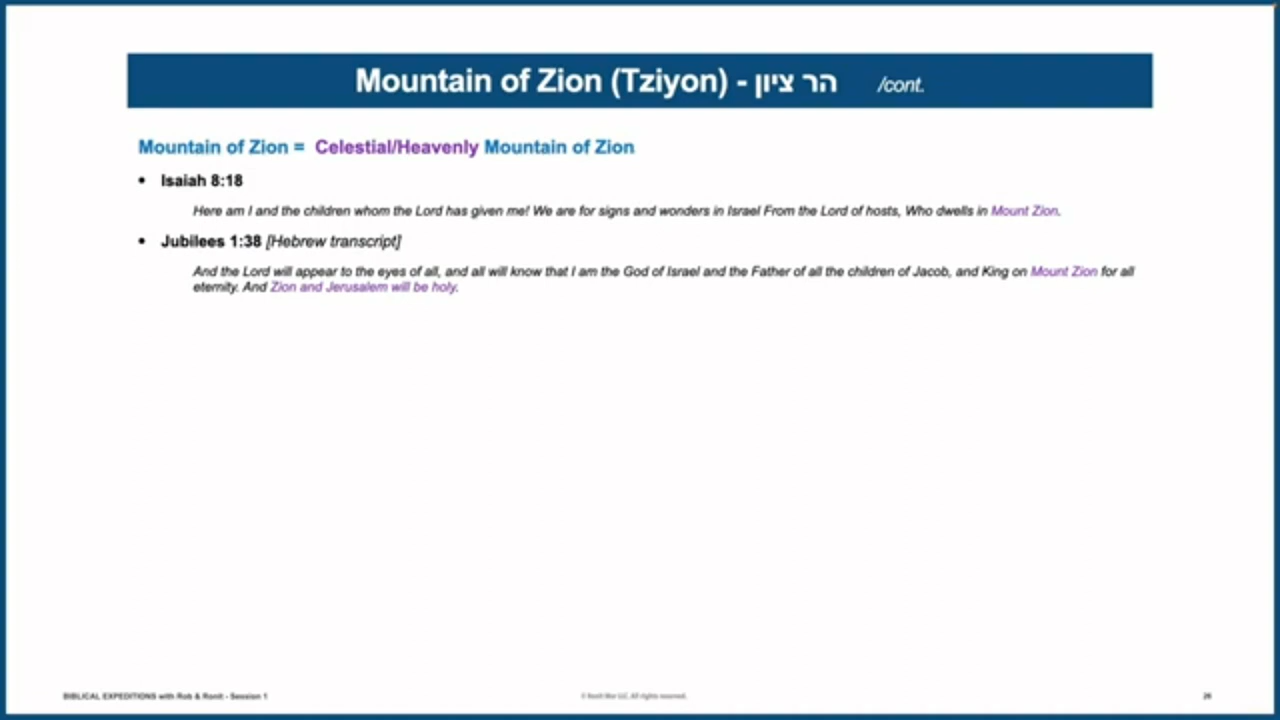 Mountain of Zion (Tziyon) - הר ציון /cont.
Mountain of Zion = Celestial/Heavenly Mountain of Zion
• Isaiah 8:18
Here am I and the children whom the Lord has given me! We are for signs and wonders in Israel From the Lord of hosts, Who dwells in Mount Zion.
• Jubilees 1:38 [Hebrew transcript]
And the Lord will appear to the eyes of all, and all will know that I am the God of Israel and the Father of all the children of Jacob, and King on Mount Zion for all
eternity. And Zion and Jerusalem will be holy.
BIBLICAL EXPEDITIONS with Rob & Ronit - Session 1
© Ronit LLC. All rights reserved.